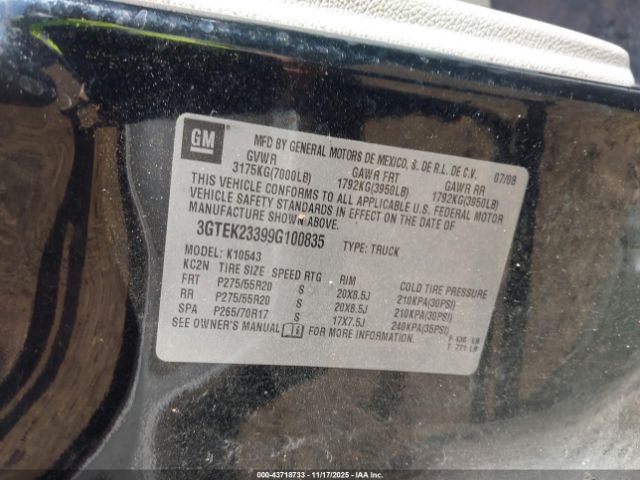 GM
MFD BY GENERAL MOTORS DE MEXICO, S. DE R.L. DE C.V. 07/08
GVWR GAWR FRT GAWR RR
3175KG(7000LB) 1792KG(3950LB) 1792KG(3950LB)
THIS VEHICLE CONFORMS TO ALL APPLICABLE U.S. FEDERAL MOTOR
VEHICLE SAFETY STANDARDS IN EFFECT ON THE DATE OF
MANUFACTURE SHOWN ABOVE.
3GTEK23399G100835 TYPE: TRUCK
MODEL: K10543
KC2N TIRE SIZE SPEED RTG RIM COLD TIRE PRESSURE
FRT P275/55R20 S 20X8.5J 210KPA(30PSI)
RR P275/55R20 S 20X8.5J 210KPA(30PSI)
SPA P265/70R17 S 17X7.5J 240KPA(35PSI)
SEE OWNER'S MANUAL FOR MORE INFORMATION.
000-43718733 - 11/17/2025 - IAA, Inc.